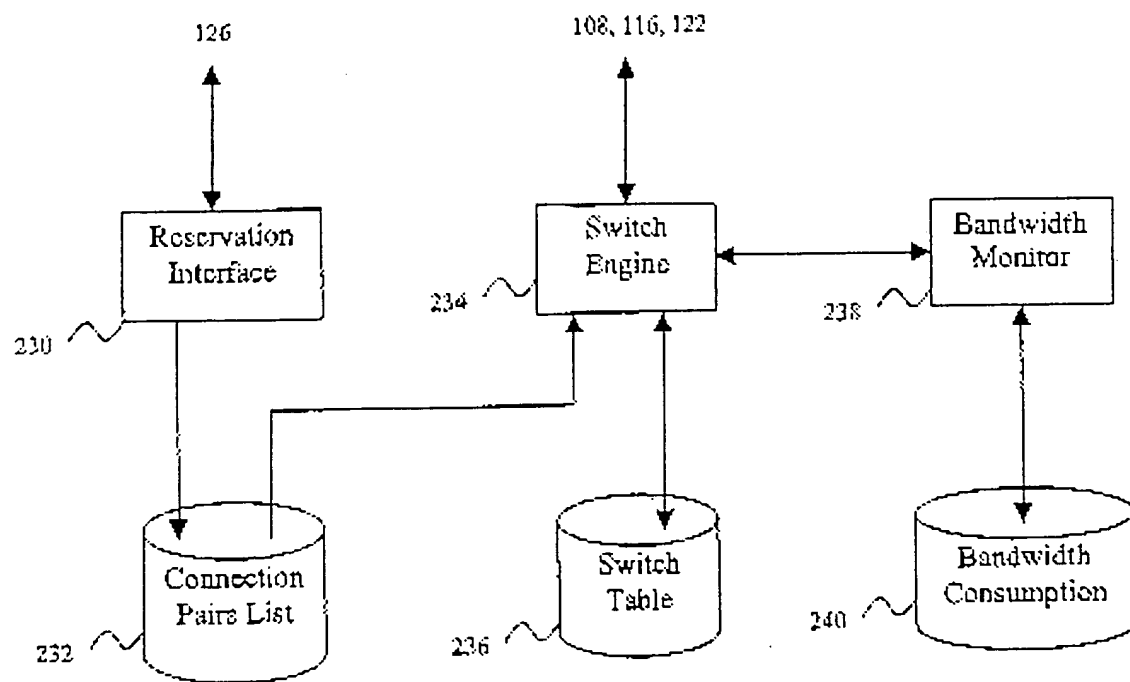 126
108, 116, 122
Reservation
Interface
230
Switch
Engine
234
Bandwidth
Monitor
238
Connection
Pairs List
232
Switch
Table
236
Bandwidth
Consumption
240